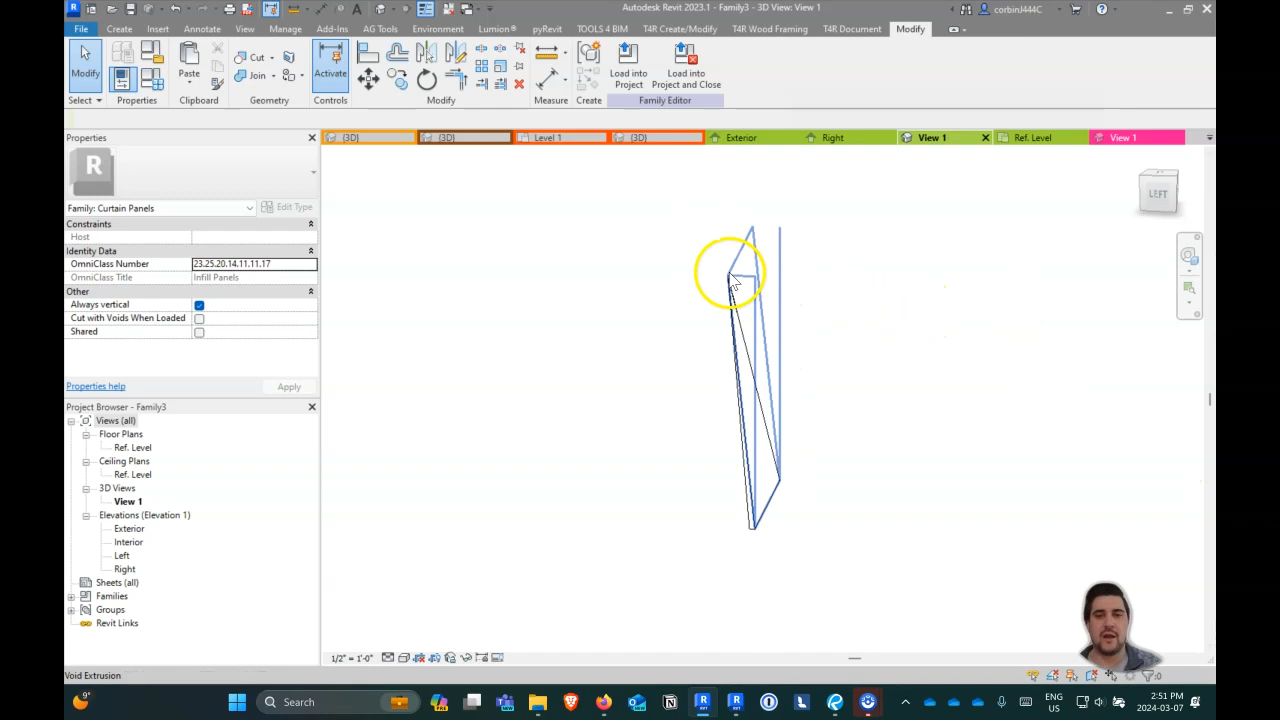 Autodesk Revit 2023.1 - Family3 - 3D View: View 1
corbinJ444C
File Create Insert Annotate View Manage Add-Ins AG Tools Environment Lumion® pyRevit TOOLS 4 BIM T4R Create/Modify T4R Wood Framing T4R Document Modify
Modify Paste Cut Join Activate Load into Project Load into Project and Close
Select Properties Clipboard Geometry Controls Modify Measure Create Family Editor
Properties
{3D} {3D} Level 1 {3D} Exterior Right View 1 Ref. Level View 1
R
LEFT
Family: Curtain Panels Edit Type
Constraints
Host
Identity Data
OmniClass Number 23.25.20.14.11.11.17
OmniClass Title Infill Panels
Other
Always vertical
Cut with Voids When Loaded
Shared
Properties help Apply
Project Browser - Family3
Views (all)
Floor Plans
Ref. Level
Ceiling Plans
Ref. Level
3D Views
View 1
Elevations (Elevation 1)
Exterior
Interior
Left
Right
Sheets (all)
Families
Groups
Revit Links
1/2" = 1'-0"
Void Extrusion
:0
9°
Search
ENG
US
2:51 PM
2024-03-07